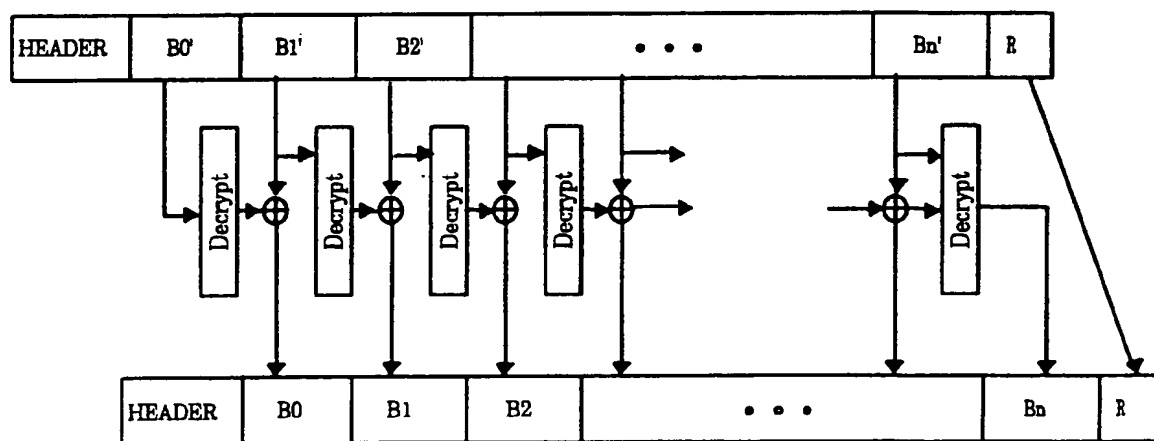 HEADER B0' B1' B2' • • • Bn' R
Decrypt Decrypt Decrypt Decrypt Decrypt
HEADER B0 B1 B2 • • • Bn R